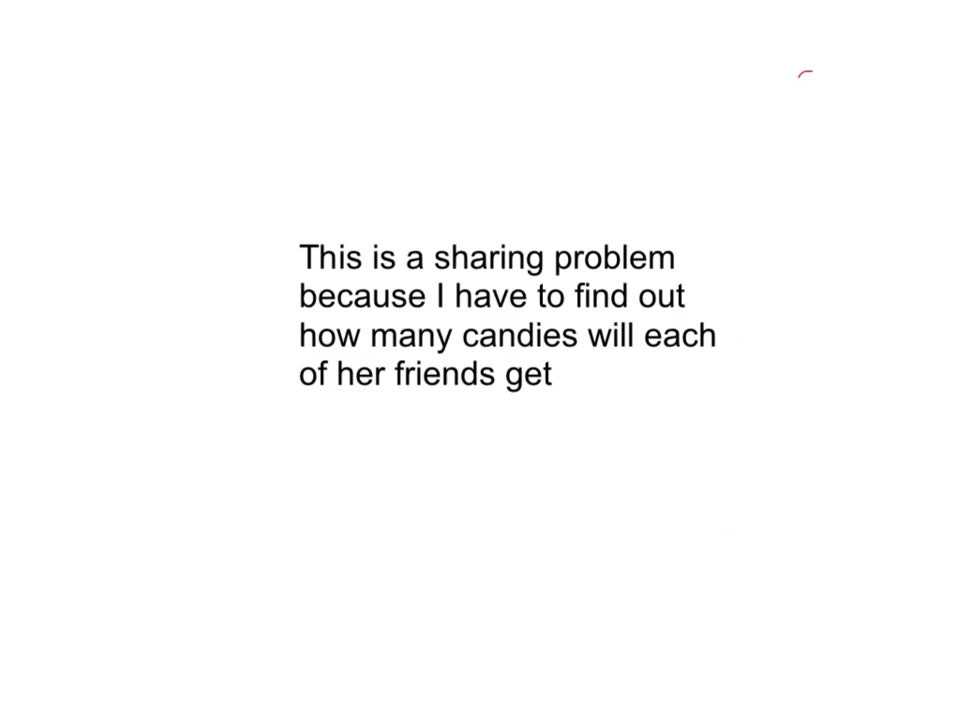 This is a sharing problem
because I have to find out
how many candies will each
of her friends get